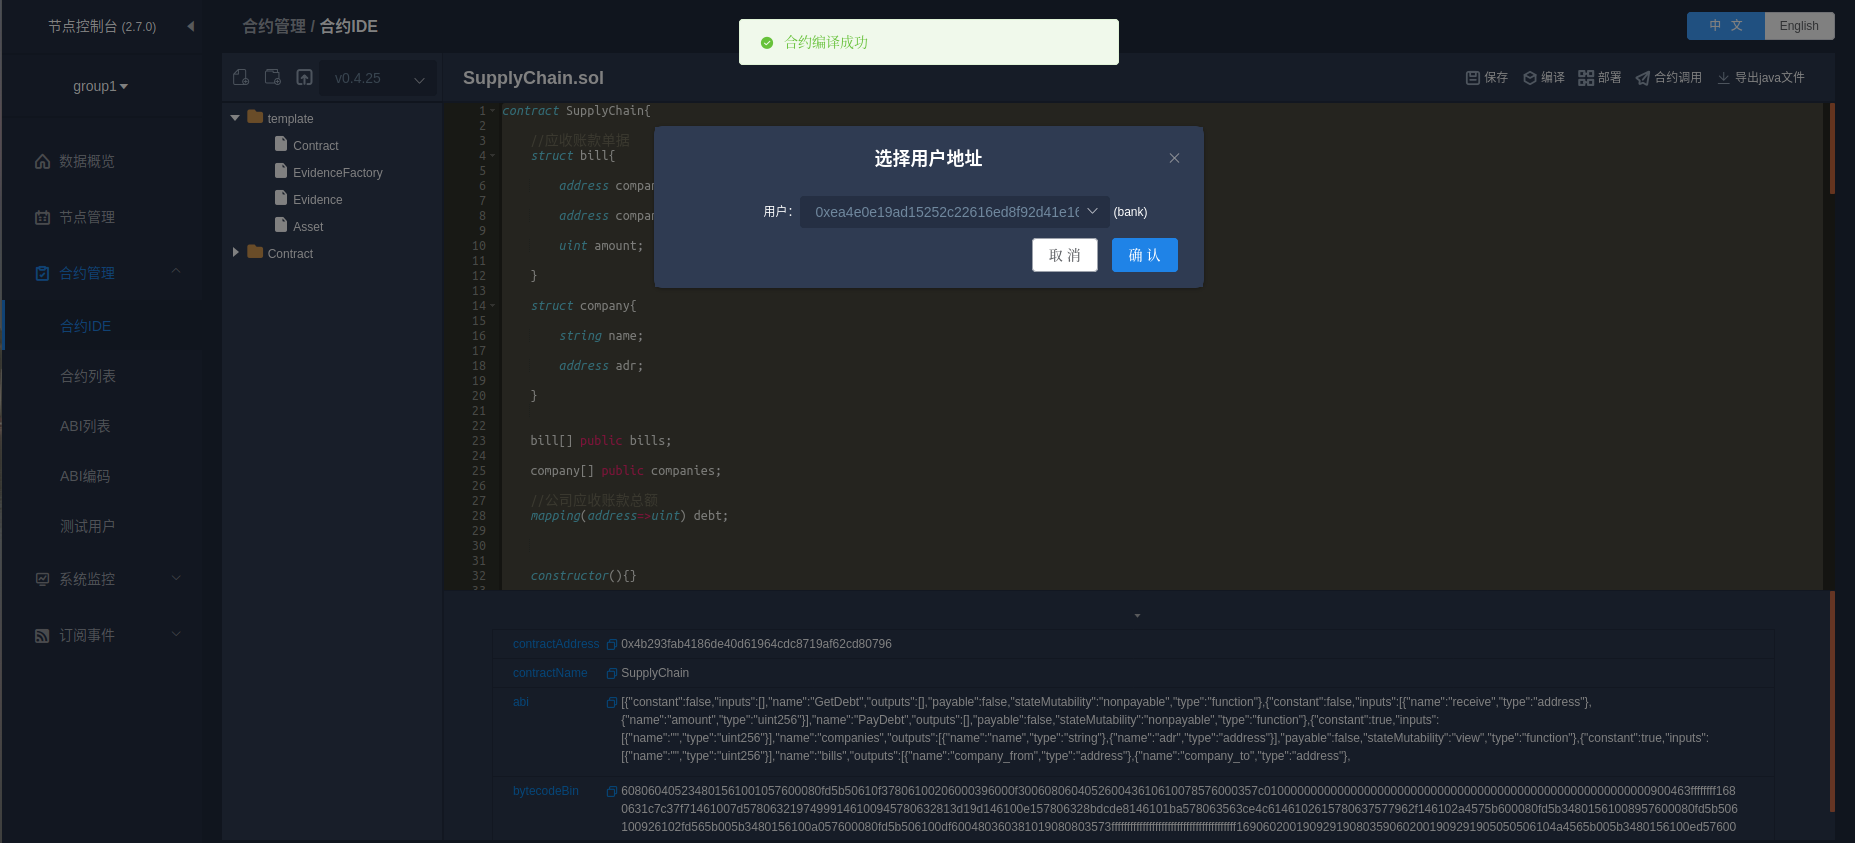 节点控制台 (2.7.0)
合约管理 / 合约IDE
合约编译成功
中 文
English
group1
v0.4.25
SupplyChain.sol
保存
编译
部署
合约调用
导出java文件
数据概览
节点管理
合约管理
合约IDE
合约列表
ABI列表
ABI编码
测试用户
系统监控
订阅事件
template
Contract
EvidenceFactory
Evidence
Asset
Contract
1 contract SupplyChain{
2
3 //应收账款单据
4 struct bill{
5
6 address compan
7
8 address compan
9
10 uint amount;
11
12 }
13
14 struct company{
15
16 string name;
17
18 address adr;
19
20 }
21
22
23 bill[] public bills;
24
25 company[] public companies;
26
27 //公司应收账款总额
28 mapping(address=>uint) debt;
29
30
31
32 constructor(){}
33
选择用户地址
用户：
0xea4e0e19ad15252c22616ed8f92d41e16
(bank)
取 消
确 认
contractAddress 0x4b293fab4186de40d61964cdc8719af62cd80796
contractName SupplyChain
abi [{"constant":false,"inputs":[],"name":"GetDebt","outputs":[],"payable":false,"stateMutability":"nonpayable","type":"function"},{"constant":false,"inputs":[{"name":"receive","type":"address"},
{"name":"amount","type":"uint256"}],"name":"PayDebt","outputs":[],"payable":false,"stateMutability":"nonpayable","type":"function"},{"constant":true,"inputs":
[{"name":"","type":"uint256"}],"name":"companies","outputs":[{"name":"name","type":"string"},{"name":"adr","type":"address"}],"payable":false,"stateMutability":"view","type":"function"},{"constant":true,"inputs":
[{"name":"","type":"uint256"}],"name":"bills","outputs":[{"name":"company_from","type":"address"},{"name":"company_to","type":"address"},
bytecodeBin